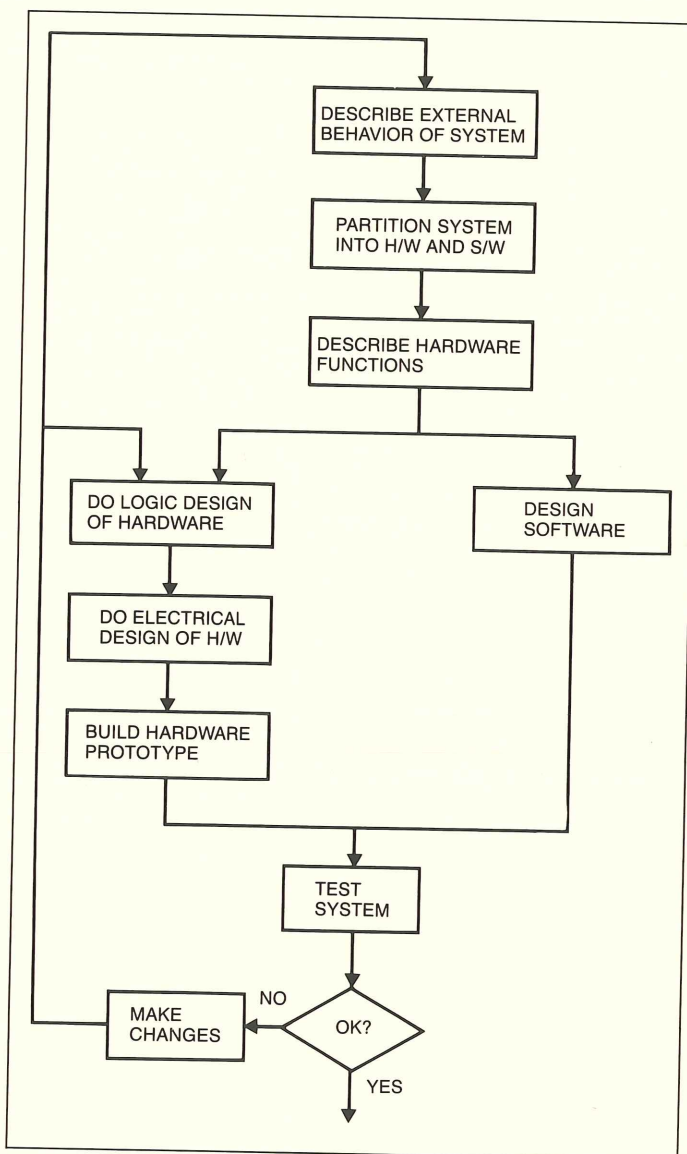 DESCRIBE EXTERNAL
BEHAVIOR OF SYSTEM
PARTITION SYSTEM
INTO H/W AND S/W
DESCRIBE HARDWARE
FUNCTIONS
DO LOGIC DESIGN
OF HARDWARE
DESIGN
SOFTWARE
DO ELECTRICAL
DESIGN OF H/W
BUILD HARDWARE
PROTOTYPE
TEST
SYSTEM
OK?
NO
MAKE
CHANGES
YES